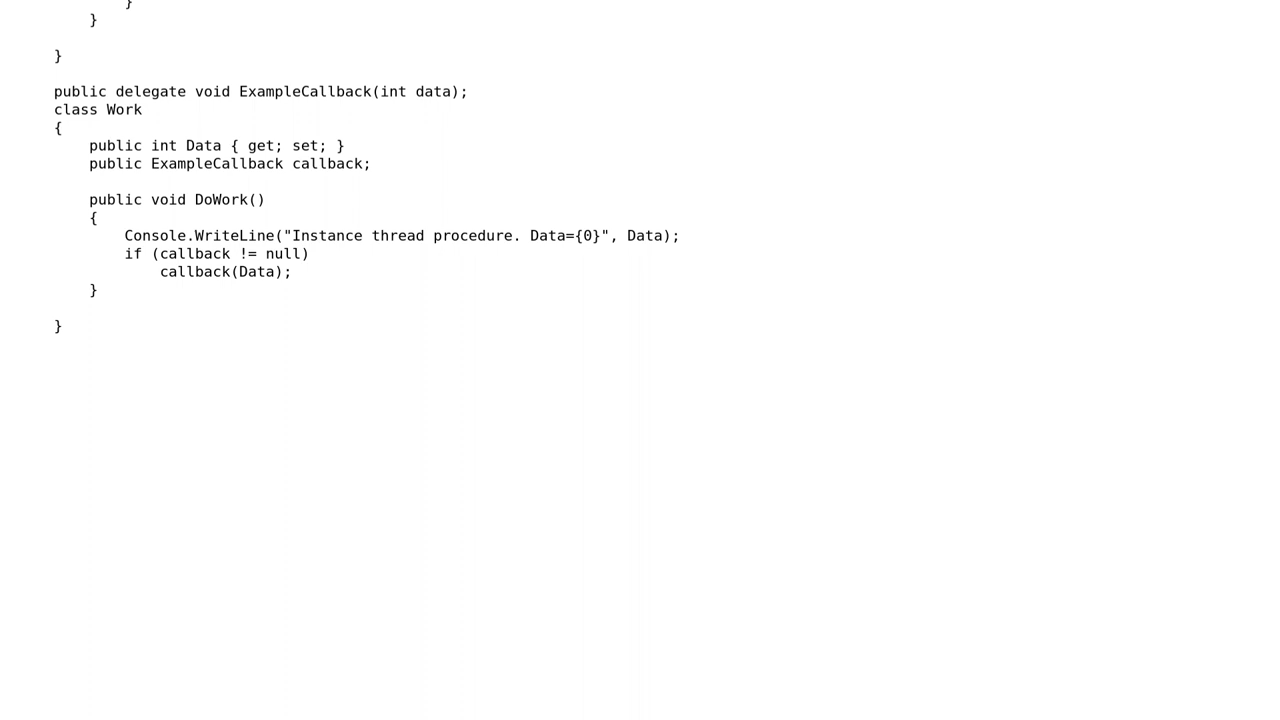 }
    }

}

public delegate void ExampleCallback(int data);
class Work
{
    public int Data { get; set; }
    public ExampleCallback callback;

    public void DoWork()
    {
        Console.WriteLine("Instance thread procedure. Data={0}", Data);
        if (callback != null)
            callback(Data);
    }

}